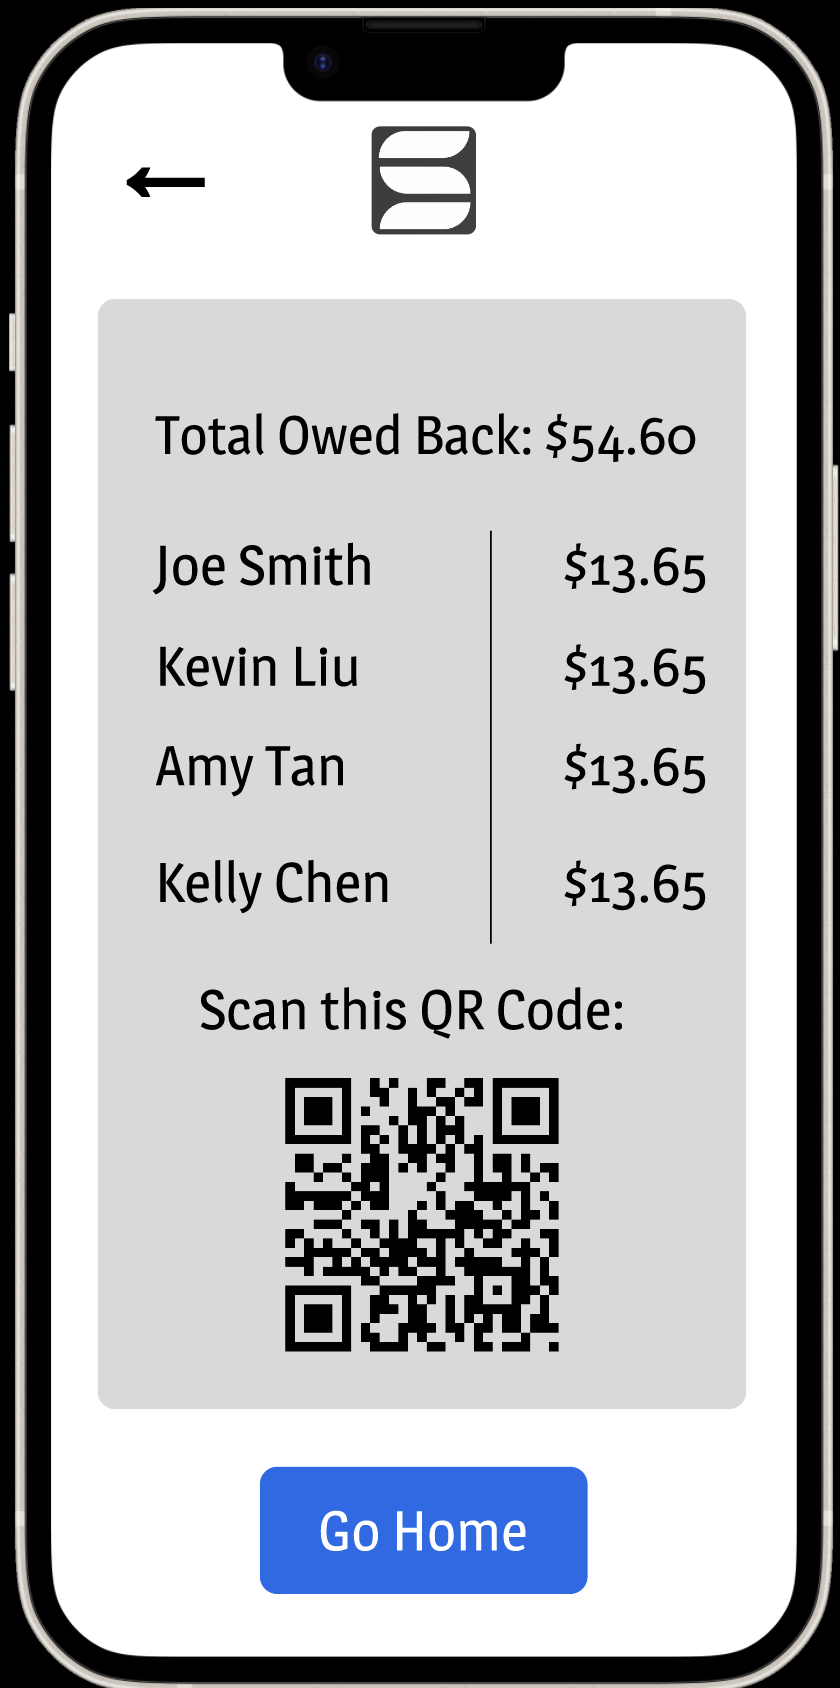 Total Owed Back: $54.60
Joe Smith $13.65
Kevin Liu $13.65
Amy Tan $13.65
Kelly Chen $13.65
Scan this QR Code:
Go Home